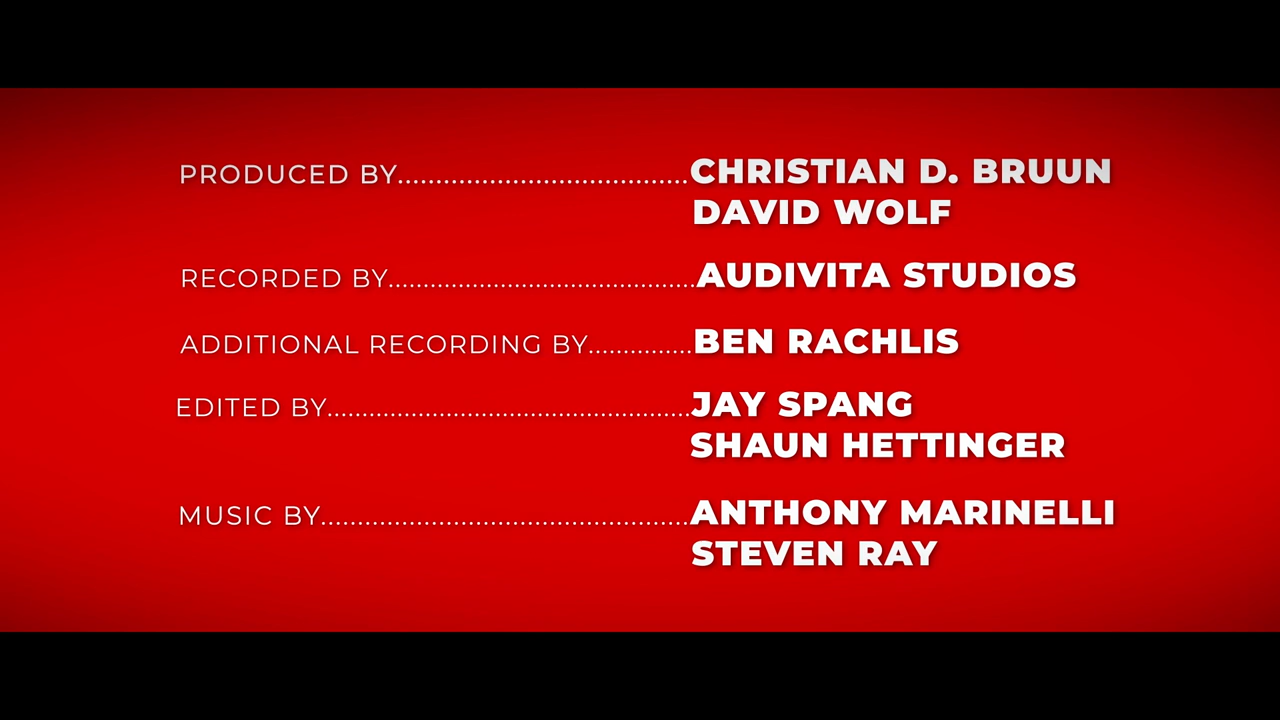 PRODUCED BY..................................CHRISTIAN D. BRUUN
DAVID WOLF
RECORDED BY....................................AUDIVITA STUDIOS
ADDITIONAL RECORDING BY...............BEN RACHLIS
EDITED BY..........................................JAY SPANG
SHAUN HETTINGER
MUSIC BY...........................................ANTHONY MARINELLI
STEVEN RAY